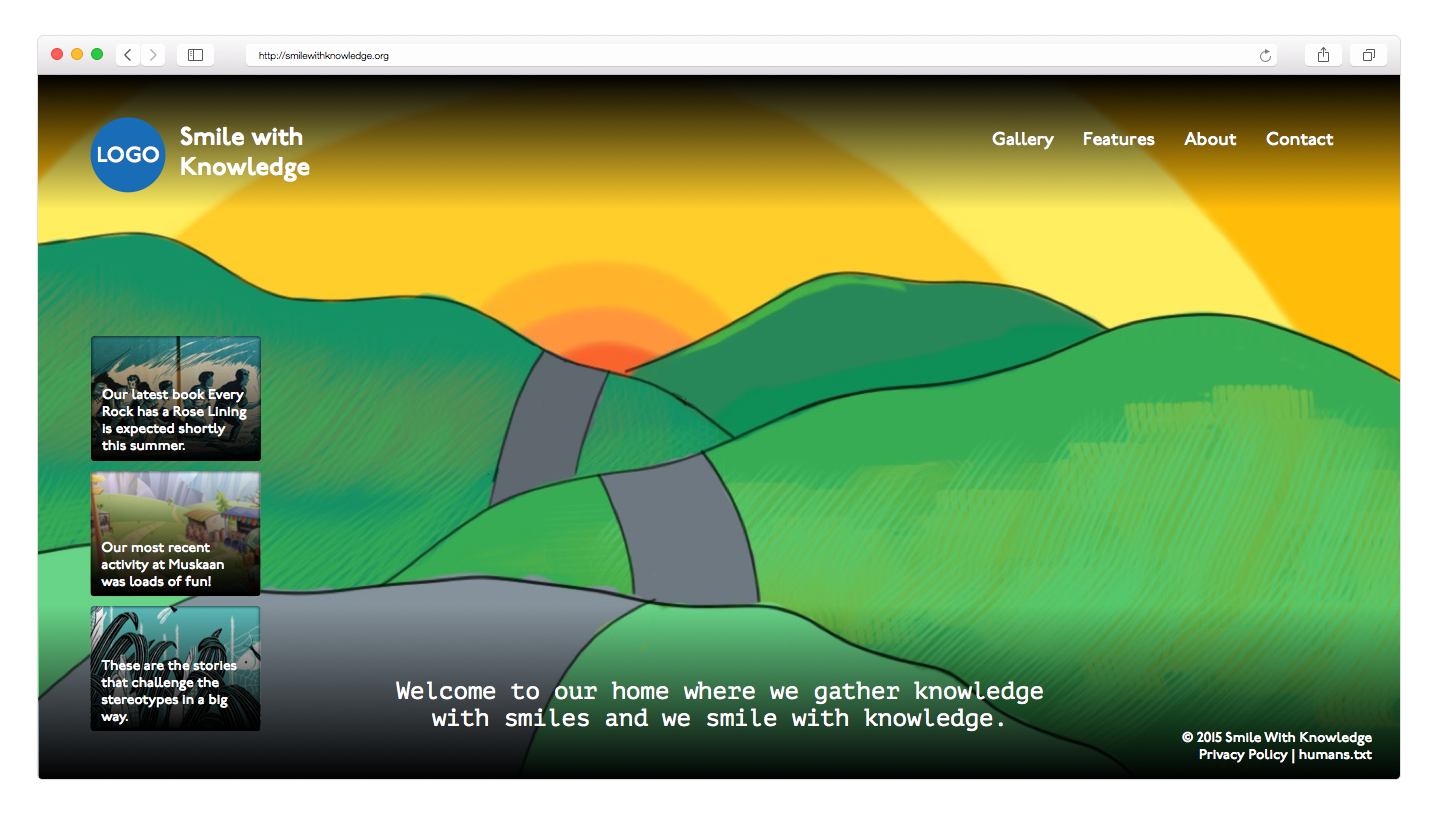 http://smilewithknowledge.org
LOGO
Smile with
Knowledge
Gallery Features About Contact
Our latest book Every
Rock has a Rose Lining
is expected shortly
this summer.
Our most recent
activity at Muskaan
was loads of fun!
These are the stories
that challenge the
stereotypes in a big
way.
Welcome to our home where we gather knowledge
with smiles and we smile with knowledge.
© 2015 Smile With Knowledge
Privacy Policy | humans.txt